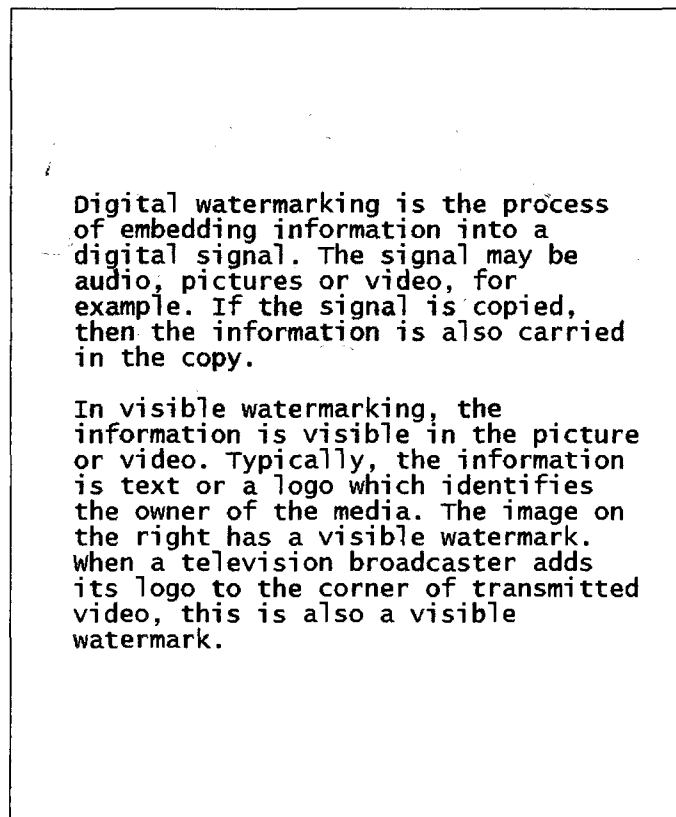 Digital watermarking is the process
of embedding information into a
digital signal. The signal may be
audio, pictures or video, for
example. If the signal is copied,
then the information is also carried
in the copy.
In visible watermarking, the
information is visible in the picture
or video. Typically, the information
is text or a logo which identifies
the owner of the media. The image on
the right has a visible watermark.
When a television broadcaster adds
its logo to the corner of transmitted
video, this is also a visible
watermark.